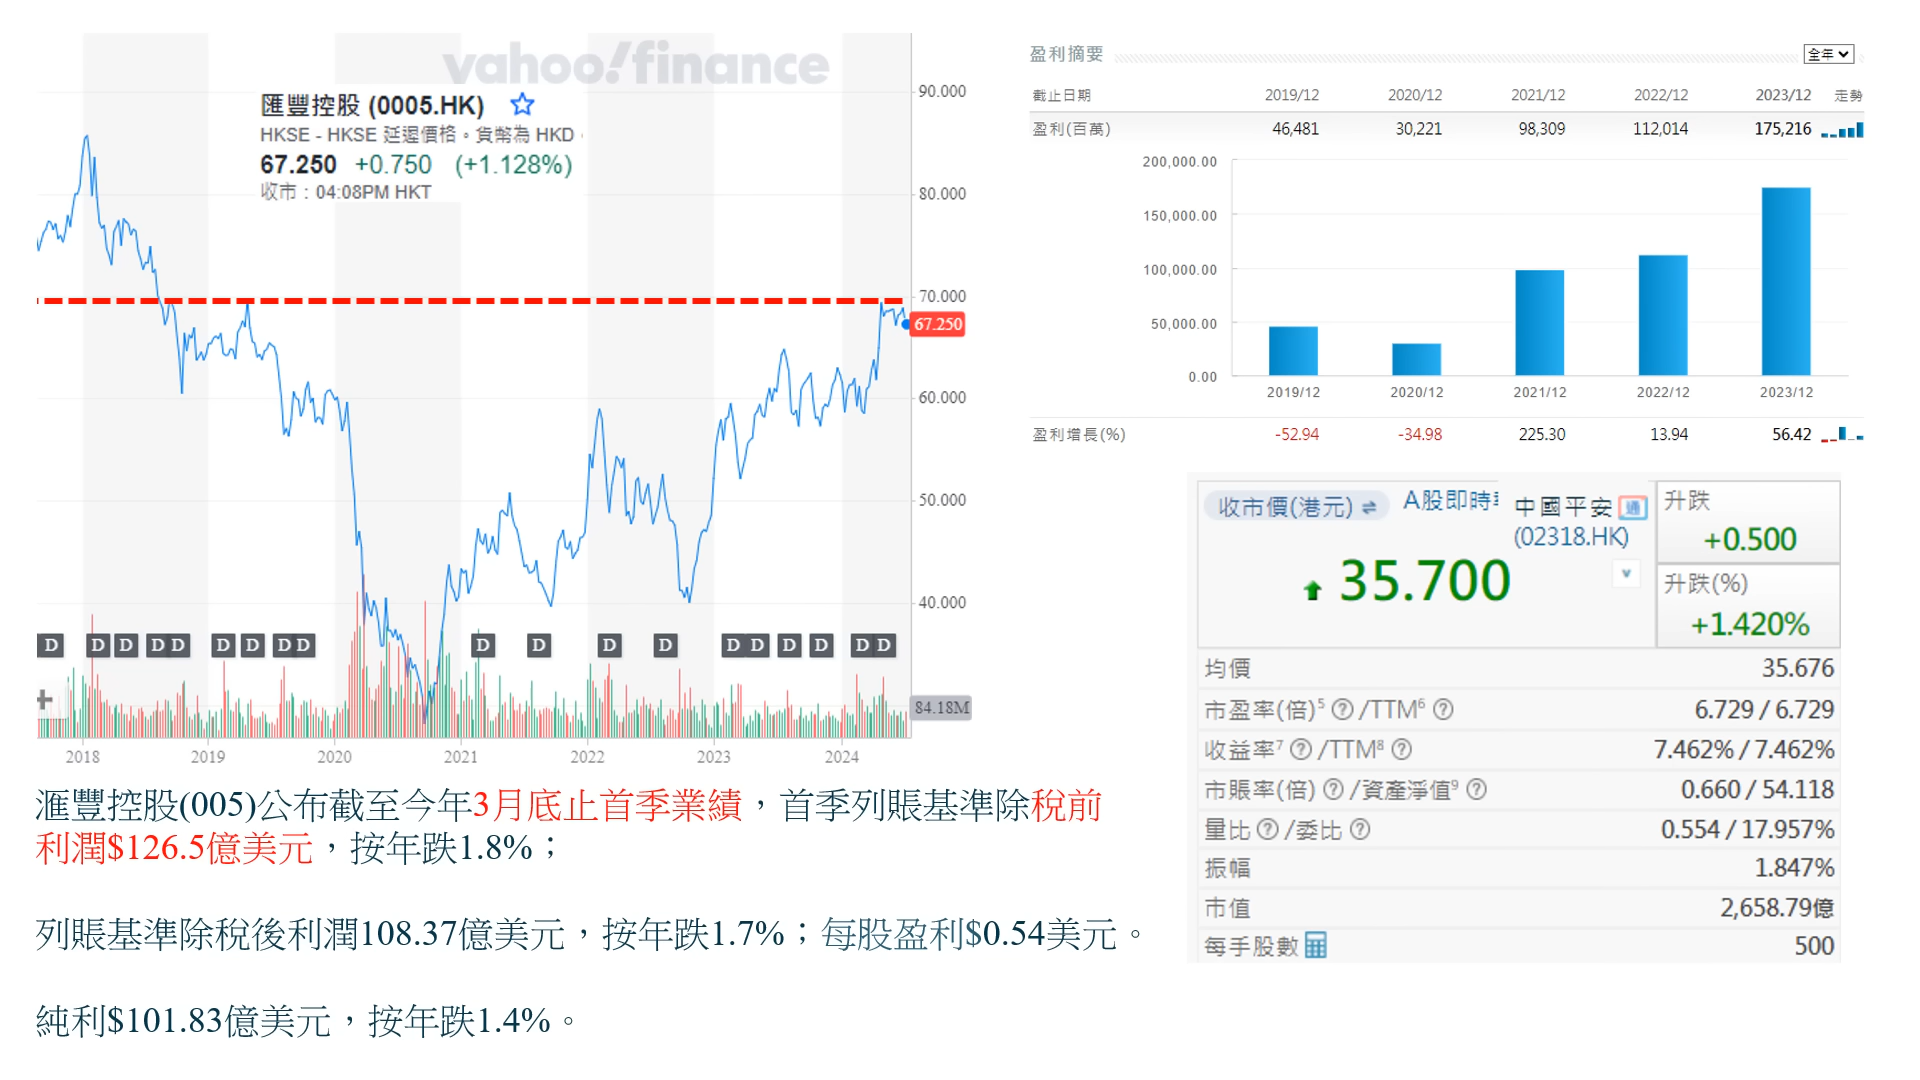 yahoo!finance
匯豐控股 (0005.HK)
HKSE - HKSE 延遲價格。貨幣為 HKD
67.250 +0.750 (+1.128%)
收市：04:08PM HKT
90.000
80.000
70.000
67.250
60.000
50.000
40.000
D D D D D D D D D D D D D D D D D D D
84.18M
2018 2019 2020 2021 2022 2023 2024
滙豐控股(005)公布截至今年3月底止首季業績，首季列賬基準除稅前
利潤$126.5億美元，按年跌1.8%；
列賬基準除稅後利潤108.37億美元，按年跌1.7%；每股盈利$0.54美元。
純利$101.83億美元，按年跌1.4%。
盈利摘要 全年
截止日期 2019/12 2020/12 2021/12 2022/12 2023/12 走勢
盈利(百萬) 46,481 30,221 98,309 112,014 175,216
200,000.00
150,000.00
100,000.00
50,000.00
0.00
2019/12 2020/12 2021/12 2022/12 2023/12
盈利增長(%) -52.94 -34.98 225.30 13.94 56.42
收市價(港元) A股即時 中國平安 通
(02318.HK)
35.700
升跌
+0.500
升跌(%)
+1.420%
均價 35.676
市盈率(倍)5 ? /TTM6 ? 6.729 / 6.729
收益率7 ? /TTM8 ? 7.462% / 7.462%
市賬率(倍) ? /資產淨值9 ? 0.660 / 54.118
量比 ? /委比 ? 0.554 / 17.957%
振幅 1.847%
市值 2,658.79億
每手股數 500